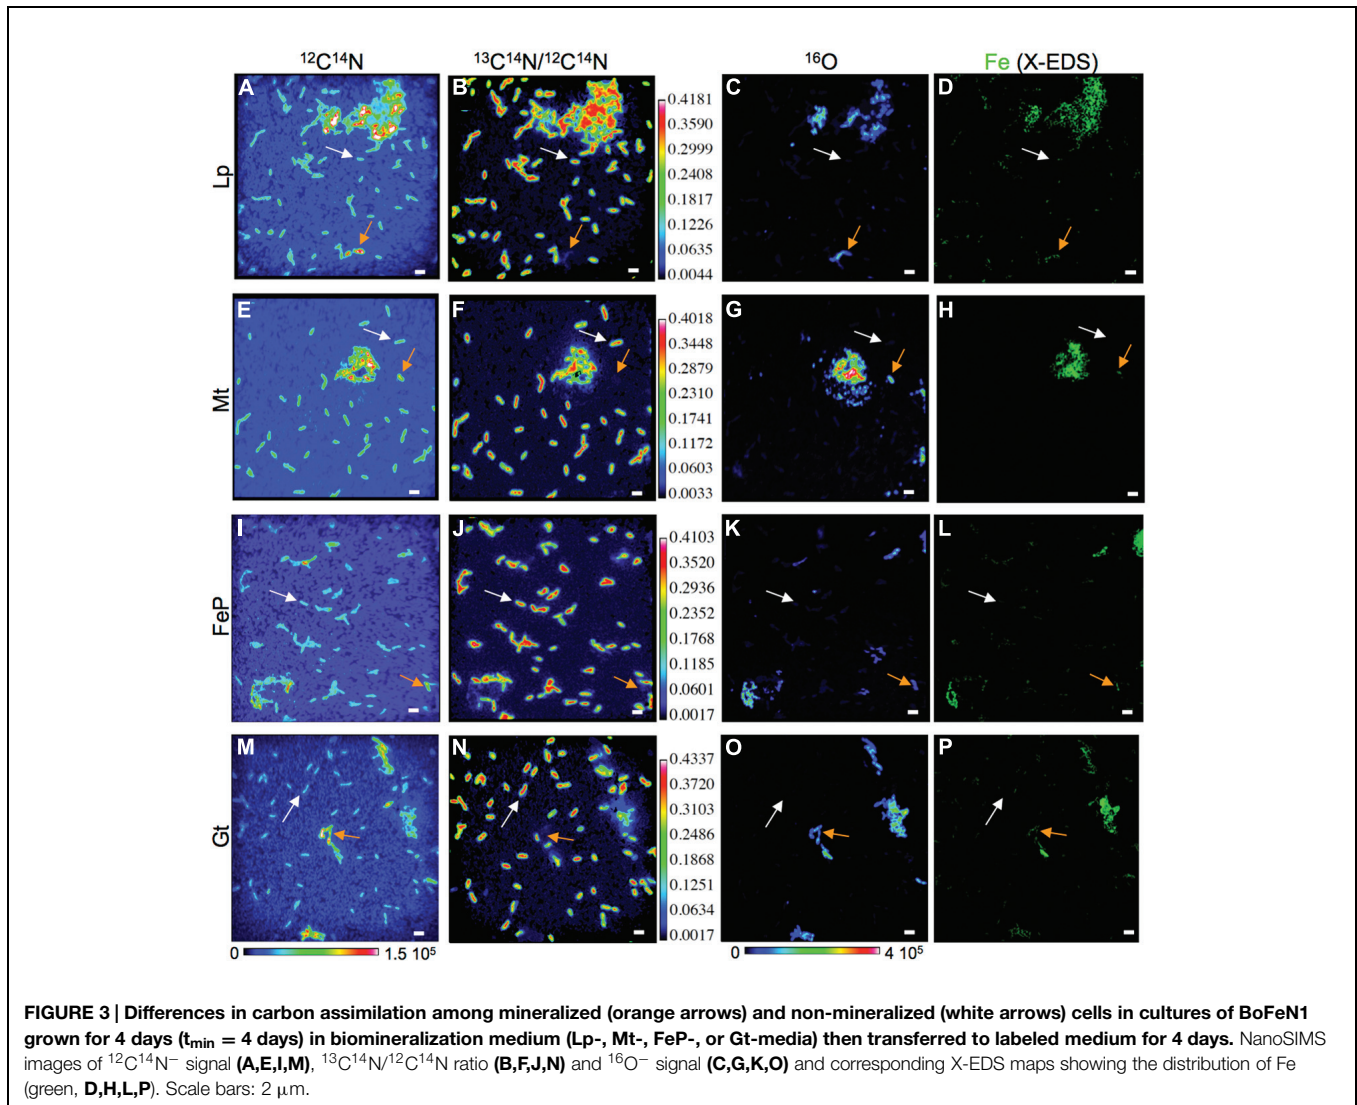 ¹²C¹⁴N ¹³C¹⁴N/¹²C¹⁴N ¹⁶O Fe (X-EDS)
Lp
A B C D
0.4181
0.3590
0.2999
0.2408
0.1817
0.1226
0.0635
0.0044
Mt
E F G H
0.4018
0.3448
0.2879
0.2310
0.1741
0.1172
0.0603
0.0033
FeP
I J K L
0.4103
0.3520
0.2936
0.2352
0.1768
0.1185
0.0601
0.0017
Gt
M N O P
0.4337
0.3720
0.3103
0.2486
0.1868
0.1251
0.0634
0.0017
0 1.5 10⁵ 0 4 10⁵
FIGURE 3 | Differences in carbon assimilation among mineralized (orange arrows) and non-mineralized (white arrows) cells in cultures of BoFeN1
grown for 4 days (tmin = 4 days) in biomineralization medium (Lp-, Mt-, FeP-, or Gt-media) then transferred to labeled medium for 4 days. NanoSIMS
images of ¹²C¹⁴N⁻ signal (A,E,I,M), ¹³C¹⁴N/¹²C¹⁴N ratio (B,F,J,N) and ¹⁶O⁻ signal (C,G,K,O) and corresponding X-EDS maps showing the distribution of Fe
(green, D,H,L,P). Scale bars: 2 μm.